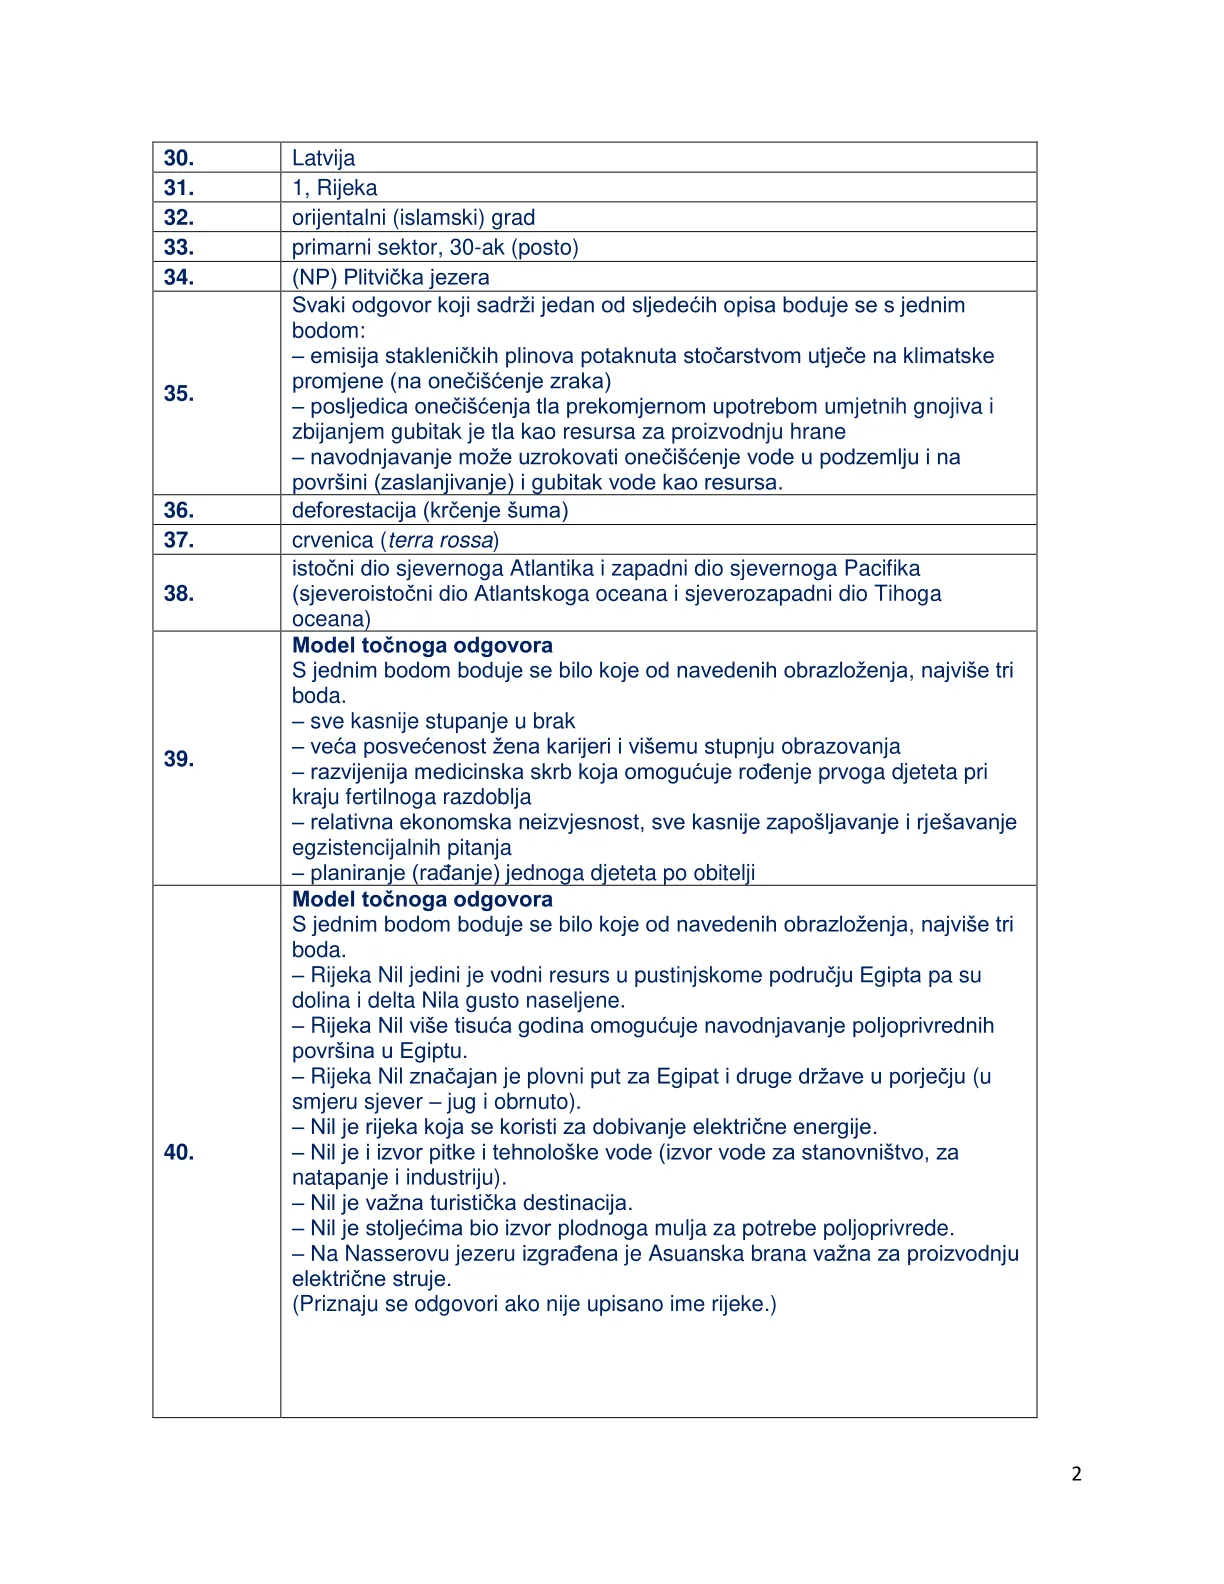 30. Latvija
31. 1, Rijeka
32. orijentalni (islamski) grad
33. primarni sektor, 30-ak (posto)
34. (NP) Plitvička jezera
35.
Svaki odgovor koji sadrži jedan od sljedećih opisa boduje se s jednim
bodom:
– emisija stakleničkih plinova potaknuta stočarstvom utječe na klimatske
promjene (na onečišćenje zraka)
– posljedica onečišćenja tla prekomjernom upotrebom umjetnih gnojiva i
zbijanjem gubitak je tla kao resursa za proizvodnju hrane
– navodnjavanje može uzrokovati onečišćenje vode u podzemlju i na
površini (zaslanjivanje) i gubitak vode kao resursa.
36. deforestacija (krčenje šuma)
37. crvenica (terra rossa)
38.
istočni dio sjevernoga Atlantika i zapadni dio sjevernoga Pacifika
(sjeveroistočni dio Atlantskoga oceana i sjeverozapadni dio Tihoga
oceana)
39.
Model točnoga odgovora
S jednim bodom boduje se bilo koje od navedenih obrazloženja, najviše tri
boda.
– sve kasnije stupanje u brak
– veća posvećenost žena karijeri i višemu stupnju obrazovanja
– razvijenija medicinska skrb koja omogućuje rođenje prvoga djeteta pri
kraju fertilnoga razdoblja
– relativna ekonomska neizvjesnost, sve kasnije zapošljavanje i rješavanje
egzistencijalnih pitanja
– planiranje (rađanje) jednoga djeteta po obitelji
40.
Model točnoga odgovora
S jednim bodom boduje se bilo koje od navedenih obrazloženja, najviše tri
boda.
– Rijeka Nil jedini je vodni resurs u pustinjskome području Egipta pa su
dolina i delta Nila gusto naseljene.
– Rijeka Nil više tisuća godina omogućuje navodnjavanje poljoprivrednih
površina u Egiptu.
– Rijeka Nil značajan je plovni put za Egipat i druge države u porječju (u
smjeru sjever – jug i obrnuto).
– Nil je rijeka koja se koristi za dobivanje električne energije.
– Nil je i izvor pitke i tehnološke vode (izvor vode za stanovništvo, za
natapanje i industriju).
– Nil je važna turistička destinacija.
– Nil je stoljećima bio izvor plodnoga mulja za potrebe poljoprivrede.
– Na Nasserovu jezeru izgrađena je Asuanska brana važna za proizvodnju
električne struje.
(Priznaju se odgovori ako nije upisano ime rijeke.)
2